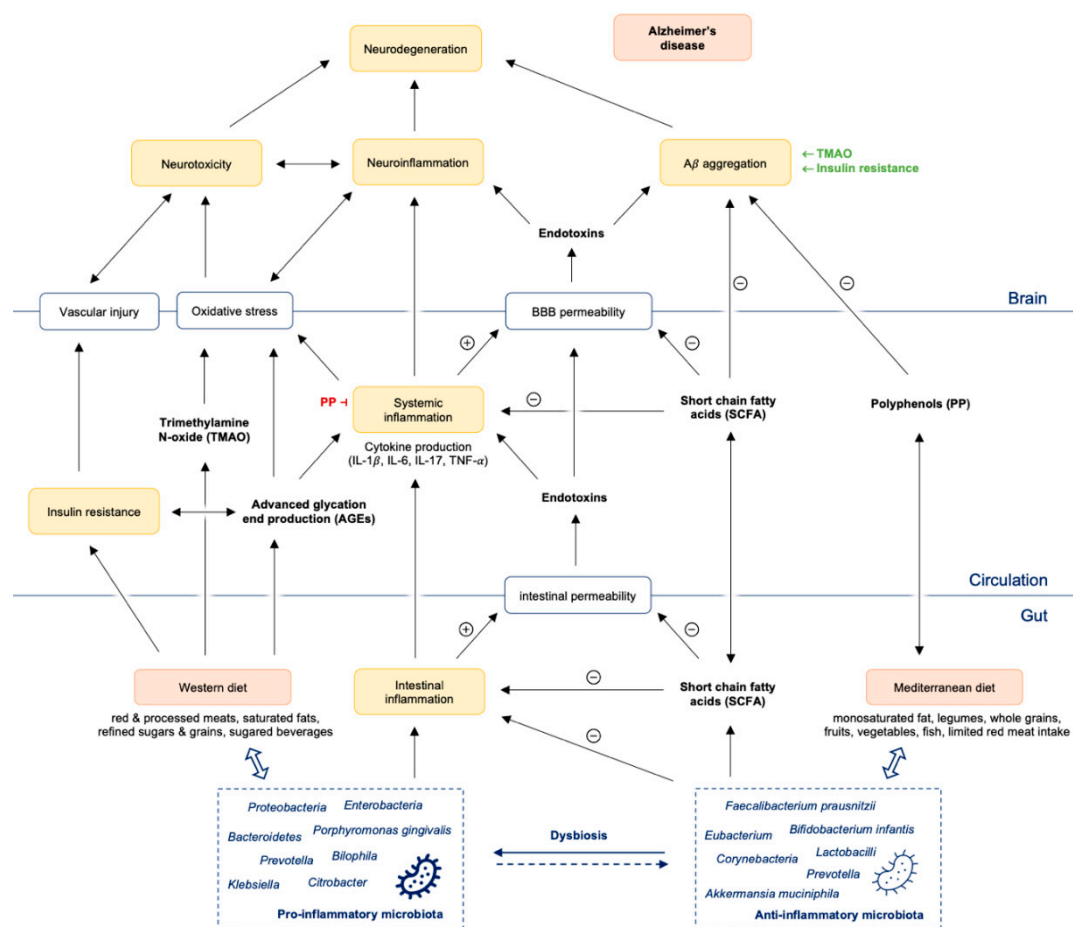 Alzheimer's
disease
Neurodegeneration
Neurotoxicity
Neuroinflammation
Aβ aggregation
← TMAO
← Insulin resistance
Endotoxins
Vascular injury
Oxidative stress
BBB permeability
Brain
+
−
−
−
PP ⊣
Systemic
inflammation
Cytokine production
(IL-1β, IL-6, IL-17, TNF-α)
−
Short chain fatty
acids (SCFA)
Polyphenols (PP)
Trimethylamine
N-oxide (TMAO)
Insulin resistance
Advanced glycation
end production (AGEs)
Endotoxins
Circulation
intestinal permeability
Gut
+
−
Western diet
red & processed meats, saturated fats,
refined sugars & grains, sugared beverages
Intestinal
inflammation
−
−
Short chain fatty
acids (SCFA)
Mediterranean diet
monosaturated fat, legumes, whole grains,
fruits, vegetables, fish, limited red meat intake
Proteobacteria
Enterobacteria
Bacteroidetes
Porphyromonas gingivalis
Prevotella
Bilophila
Klebsiella
Citrobacter
Pro-inflammatory microbiota
Dysbiosis
Faecalibacterium prausnitzii
Eubacterium
Bifidobacterium infantis
Corynebacteria
Lactobacilli
Prevotella
Akkermansia muciniphila
Anti-inflammatory microbiota